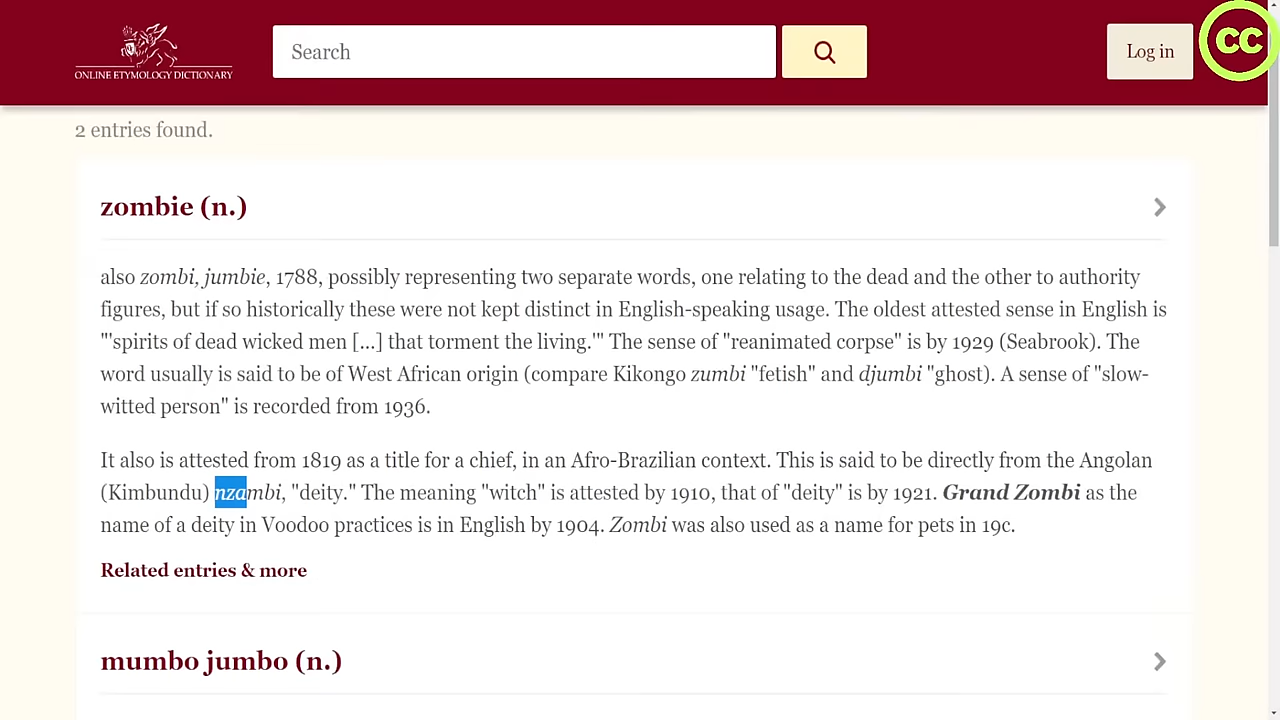 ONLINE ETYMOLOGY DICTIONARY
Search
Log in
CC
2 entries found.
zombie (n.)
also zombi, jumbie, 1788, possibly representing two separate words, one relating to the dead and the other to authority
figures, but if so historically these were not kept distinct in English-speaking usage. The oldest attested sense in English is
"'spirits of dead wicked men [...] that torment the living.'" The sense of "reanimated corpse" is by 1929 (Seabrook). The
word usually is said to be of West African origin (compare Kikongo zumbi "fetish" and djumbi "ghost). A sense of "slow-
witted person" is recorded from 1936.
It also is attested from 1819 as a title for a chief, in an Afro-Brazilian context. This is said to be directly from the Angolan
(Kimbundu) nzambi, "deity." The meaning "witch" is attested by 1910, that of "deity" is by 1921. Grand Zombi as the
name of a deity in Voodoo practices is in English by 1904. Zombi was also used as a name for pets in 19c.
Related entries & more
mumbo jumbo (n.)